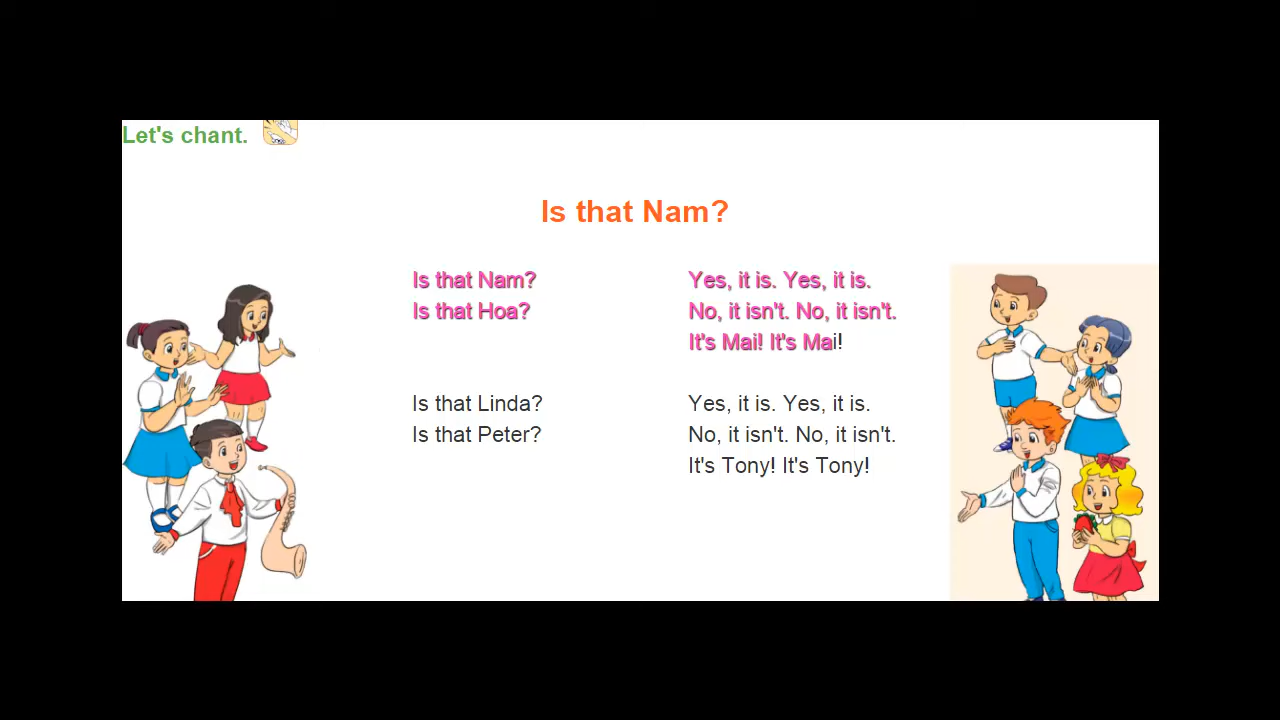 Let's chant.
Is that Nam?
Is that Nam? Yes, it is. Yes, it is.
Is that Hoa? No, it isn't. No, it isn't.
It's Mai! It's Mai!
Is that Linda? Yes, it is. Yes, it is.
Is that Peter? No, it isn't. No, it isn't.
It's Tony! It's Tony!